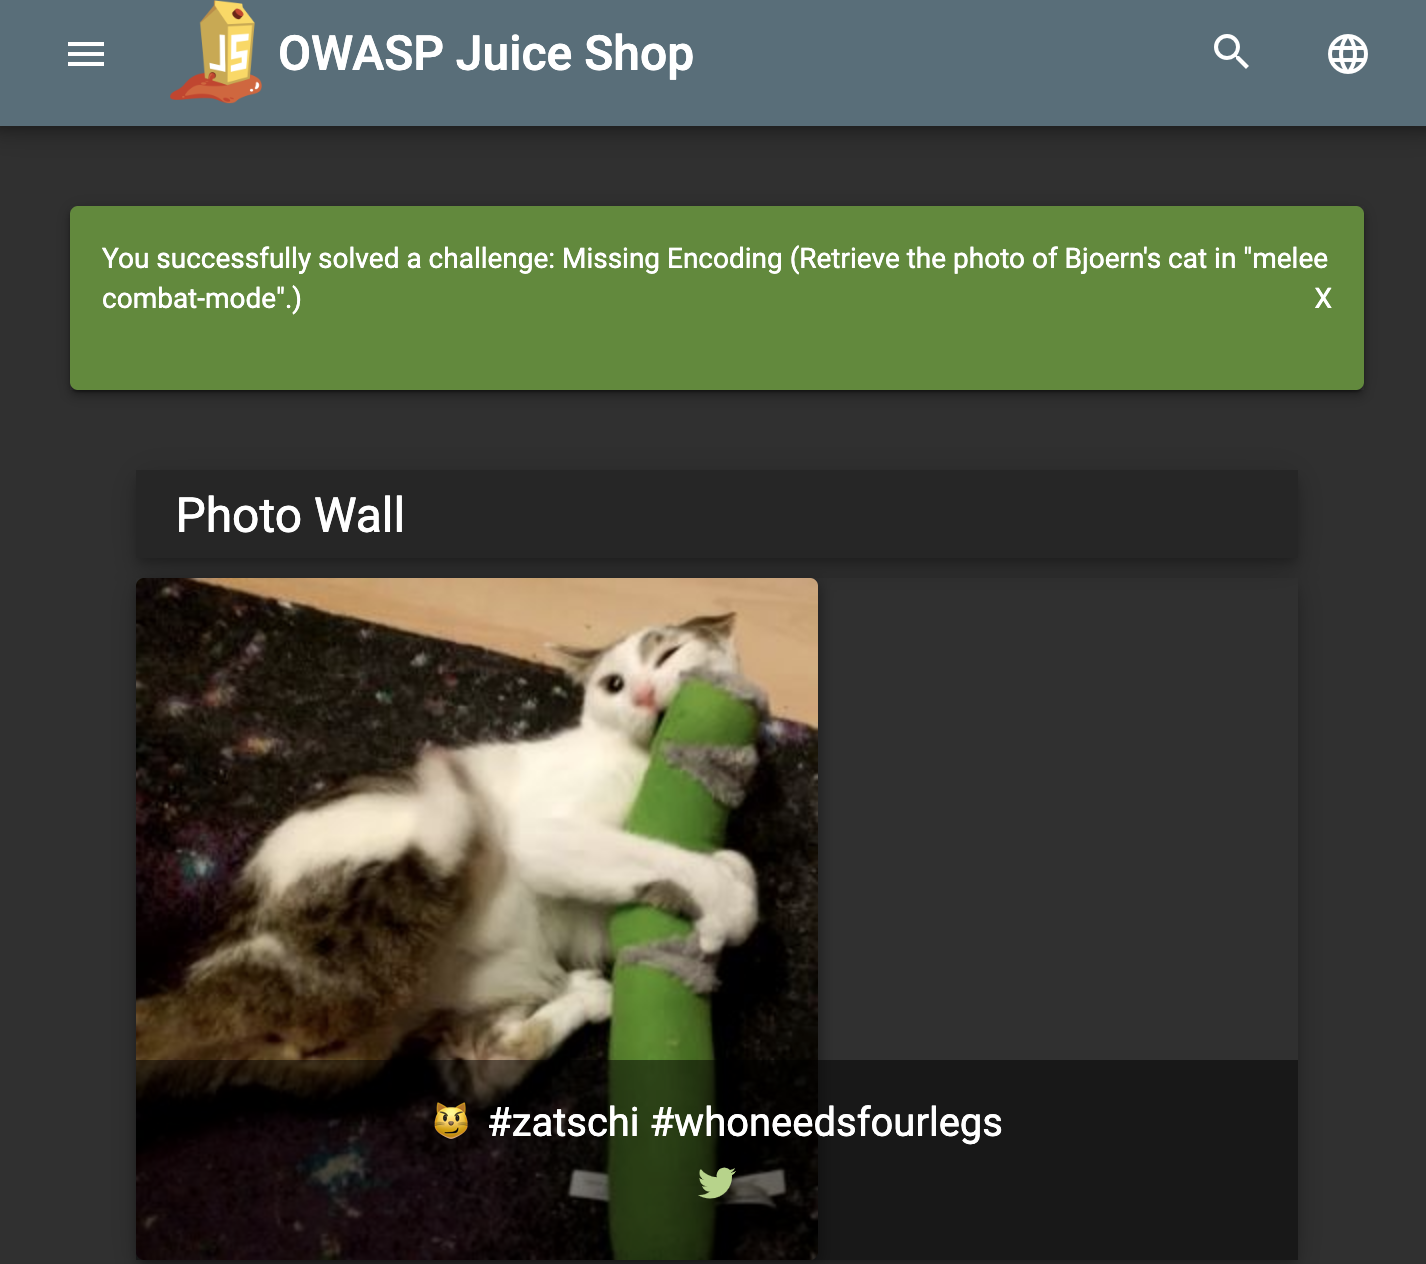 JS
OWASP Juice Shop
You successfully solved a challenge: Missing Encoding (Retrieve the photo of Bjoern's cat in "melee
combat-mode".)
X
Photo Wall
😼 #zatschi #whoneedsfourlegs